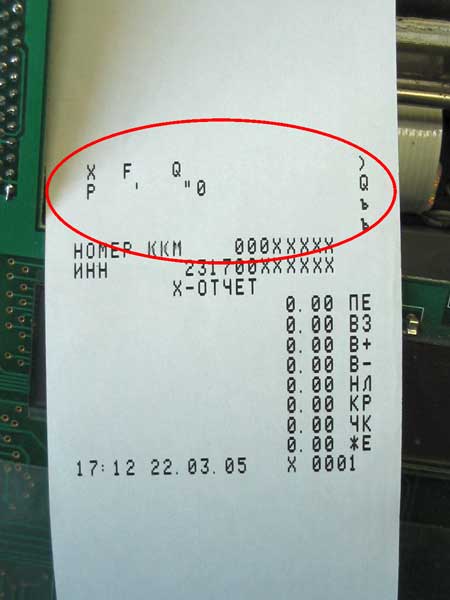 X F Q )
P ' "0 Q
ъ
ъ
НОМЕР ККМ 000XXXXX
ИНН 231700XXXXXX
X-ОТЧЕТ
0.00 ПЕ
0.00 ВЗ
0.00 В+
0.00 В-
0.00 НЛ
0.00 КР
0.00 ЧК
0.00 ЖЕ
17:12 22.03.05 X 0001